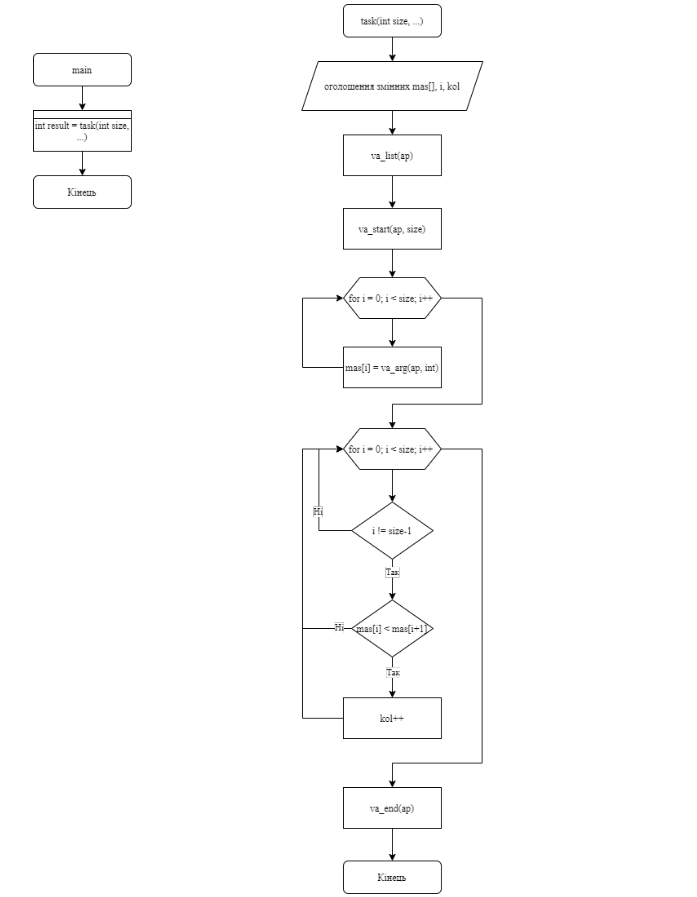 main
int result = task(int size,
...)
Кінець
task(int size, ...)
оголошення змінних mas[], i, kol
va_list(ap)
va_start(ap, size)
for i = 0; i < size; i++
mas[i] = va_arg(ap, int)
for i = 0; i < size; i++
Ні
i != size-1
Так
Ні
mas[i] < mas[i+1]
Так
kol++
va_end(ap)
Кінець